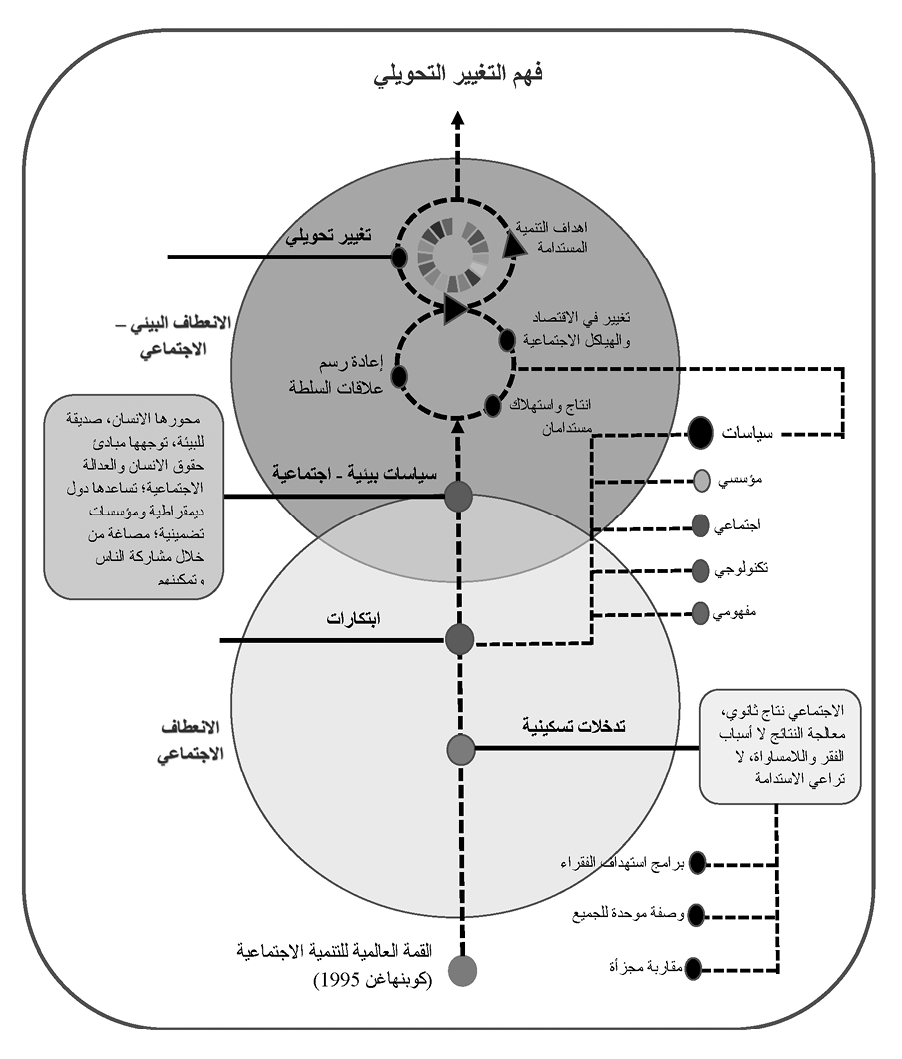 فهم التغيير التحويلي
اهداف التنمية
المستدامة
تغيير تحويلي
تغيير في الاقتصاد
والهياكل الاجتماعية
الانعطاف البيئي –
الاجتماعي
إعادة رسم
علاقات السلطة
انتاج واستهلاك
مستدامان
محورها الانسان، صديقة
للبيئة، توجهها مبادئ
حقوق الانسان والعدالة
الاجتماعية؛ تساعدها دول
ديمقراطية ومؤسسات
تضمينية؛ مصاغة من
خلال مشاركة الناس
وتمكينهم
سياسات بيئية - اجتماعية
سياسات
مؤسسي
اجتماعي
تكنولوجي
مفهومي
ابتكارات
الانعطاف
الاجتماعي
تدخلات تسكينية
الاجتماعي نتاج ثانوي،
معالجة النتائج لا أسباب
الفقر واللامساواة، لا
تراعي الاستدامة
برامج استهداف الفقراء
وصفة موحدة للجميع
مقاربة مجزأة
القمة العالمية للتنمية الاجتماعية
(كوبنهاغن 1995)